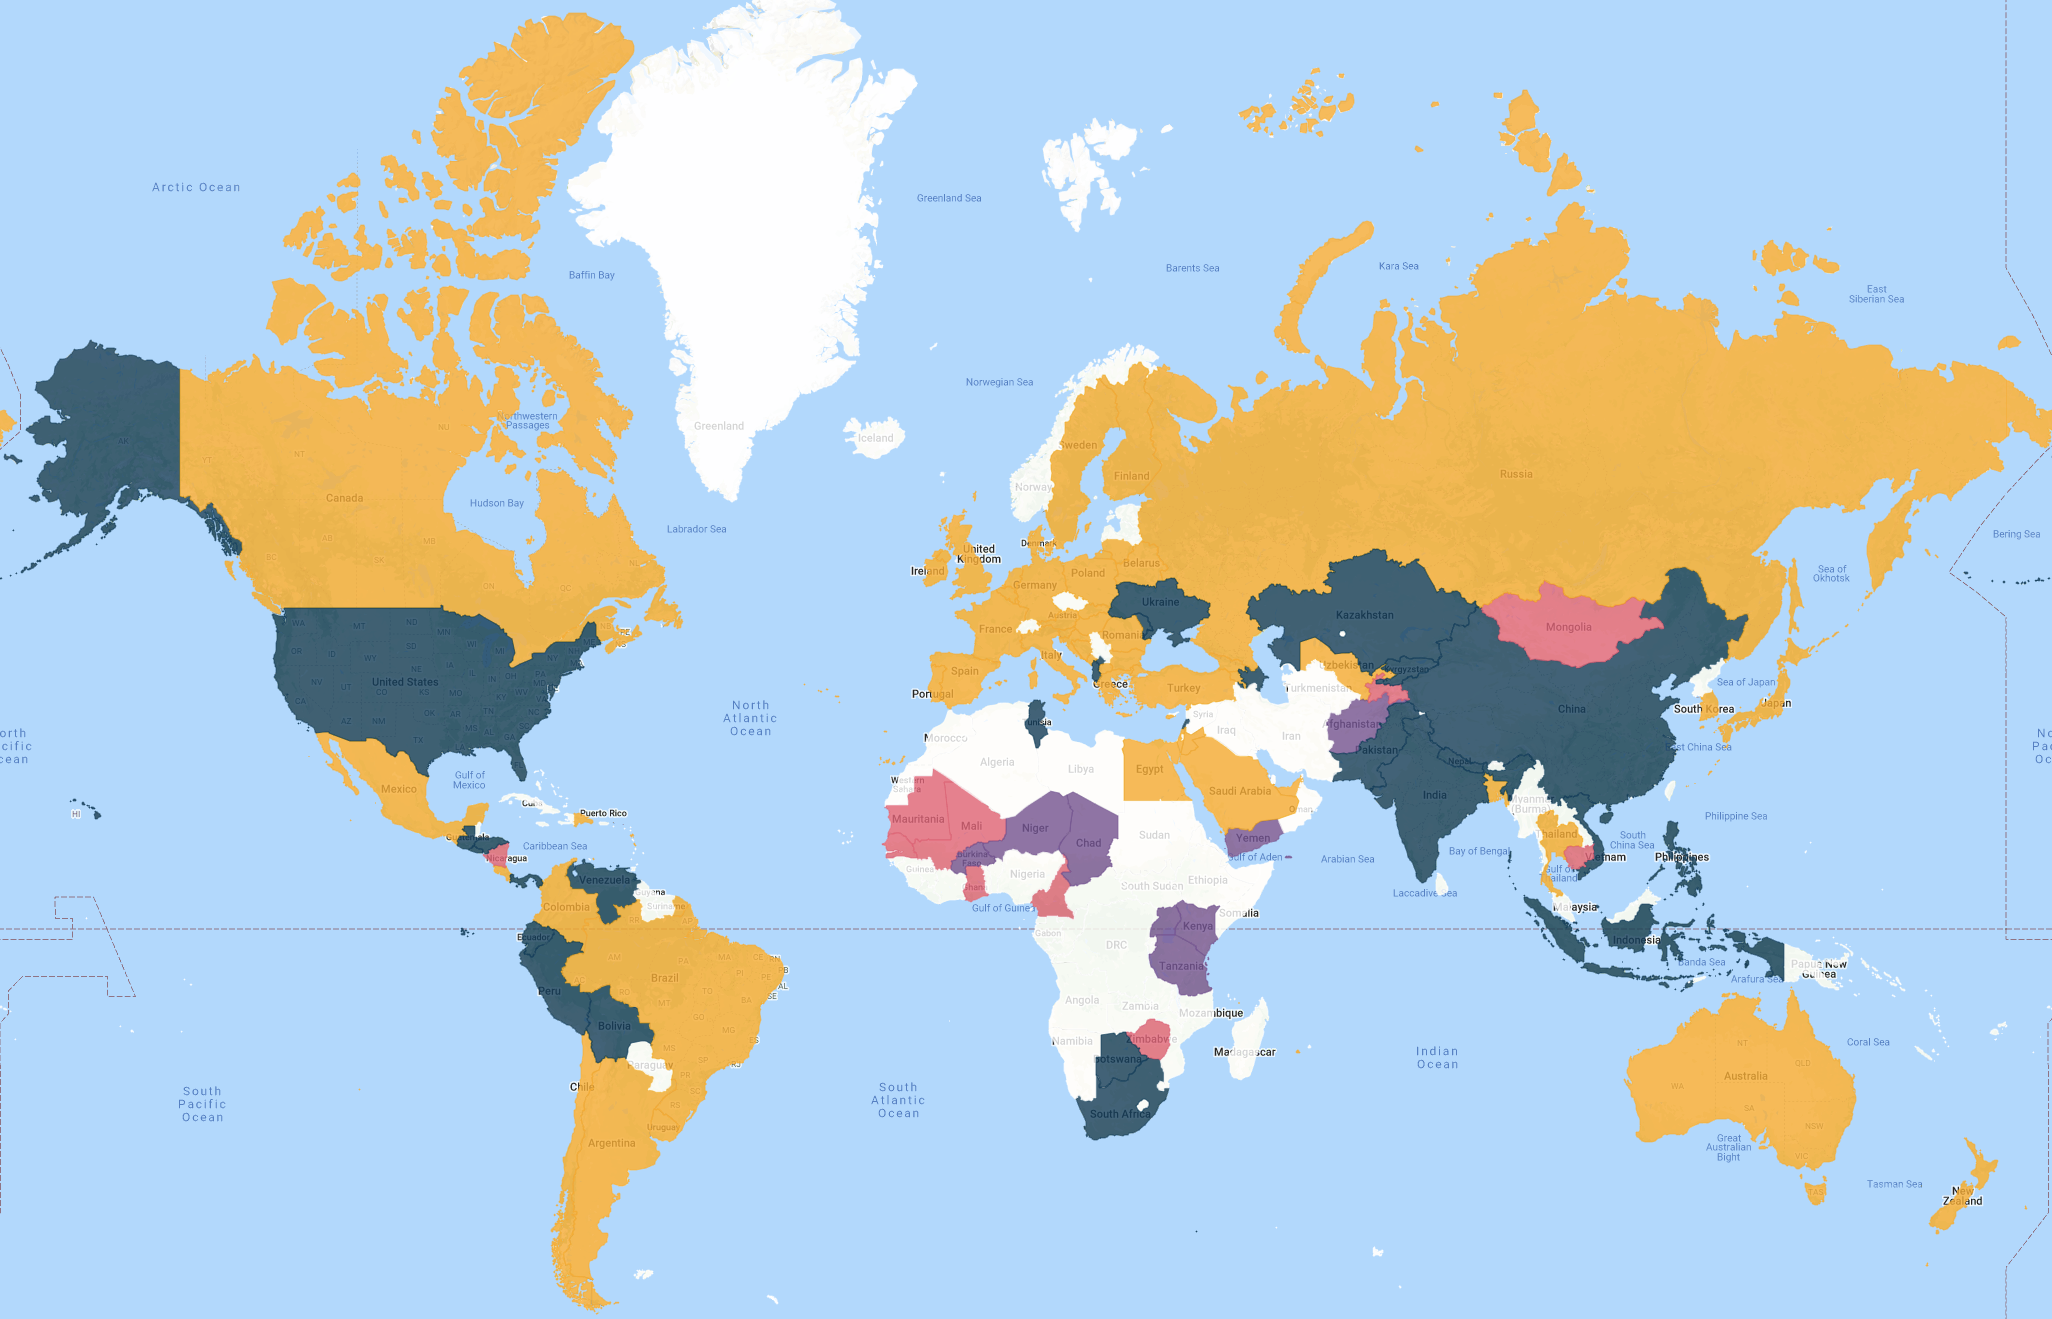 Arctic Ocean
Greenland Sea
Barents Sea
Kara Sea
East
Siberian Sea
Baffin Bay
Norwegian Sea
Northwestern
Passages
Greenland
Iceland
NU
AK
YT
NT
Sweden
Finland
Norway
Russia
Canada
Hudson Bay
Labrador Sea
Bering Sea
Sea of
Okhotsk
BC
AB
SK
MB
ON
QC
NL
NB
PE
NS
United
Kingdom
Ireland
Denmark
Belarus
Poland
Germany
Ukraine
Austria
France
Romania
Italy
Spain
Portugal
Greece
Turkey
Kazakhstan
Mongolia
Uzbekistan
Kyrgyzstan
Turkmenistan
China
Sea of Japan
South Korea
Japan
East China Sea
WA
MT
ND
MN
OR
ID
WY
SD
WI
MI
NE
IA
NV
UT
CO
KS
MO
IL
IN
OH
PA
NY
NH
ME
MA
MD
WV
KY
VA
NC
TN
SC
CA
AZ
NM
OK
AR
MS
AL
GA
TX
LA
United States
North
Atlantic
Ocean
orth
cific
cean
No
Pac
Oc
Gulf of
Mexico
Mexico
Cuba
Puerto Rico
HI
Guatemala
Nicaragua
Caribbean Sea
Morocco
Tunisia
Algeria
Libya
Egypt
Western
Sahara
Syria
Iraq
Iran
Afghanistan
Pakistan
Nepal
India
Saudi Arabia
Oman
Yemen
Gulf of Aden
Arabian Sea
Mauritania
Mali
Niger
Chad
Sudan
Burkina
Faso
Guinea
Ghana
Nigeria
South Sudan
Ethiopia
Somalia
Gulf of Guinea
Gabon
DRC
Kenya
Tanzania
Angola
Zambia
Mozambique
Namibia
Zimbabwe
Botswana
Madagascar
South Africa
Myanmar
(Burma)
Thailand
Vietnam
Gulf of
Thailand
Bay of Bengal
Laccadive Sea
South
China Sea
Philippine Sea
Philippines
Malaysia
Indonesia
Banda Sea
Arafura Sea
Papua New
Guinea
Venezuela
Guyana
Suriname
Colombia
Ecuador
Peru
Brazil
Bolivia
Paraguay
Chile
Uruguay
Argentina
RR
AP
AM
PA
MA
CE
RN
PB
PE
AL
SE
PI
AC
RO
MT
TO
BA
GO
MG
ES
MS
SP
RJ
PR
SC
RS
South
Pacific
Ocean
South
Atlantic
Ocean
Indian
Ocean
Coral Sea
NT
QLD
WA
SA
NSW
VIC
TAS
Australia
Great
Australian
Bight
Tasman Sea
New
Zealand